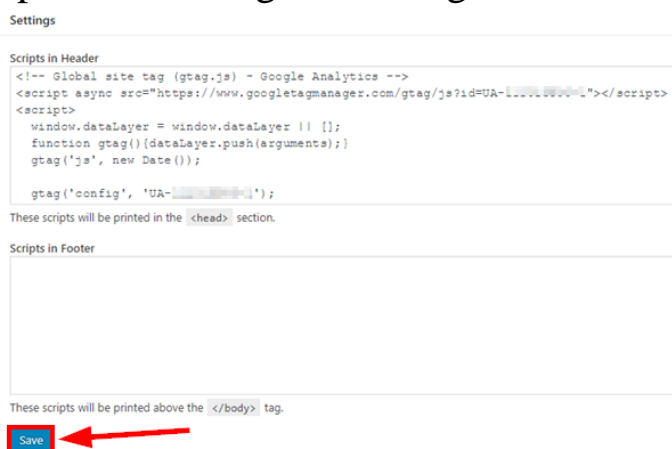 Settings
Scripts in Header
<!-- Global site tag (gtag.js) - Google Analytics -->
<script async src="https://www.googletagmanager.com/gtag/js?id=UA-"></script>
<script>
window.dataLayer = window.dataLayer || [];
function gtag(){dataLayer.push(arguments);}
gtag('js', new Date());
gtag('config', 'UA-');
These scripts will be printed in the <head> section.
Scripts in Footer
These scripts will be printed above the </body> tag.
Save